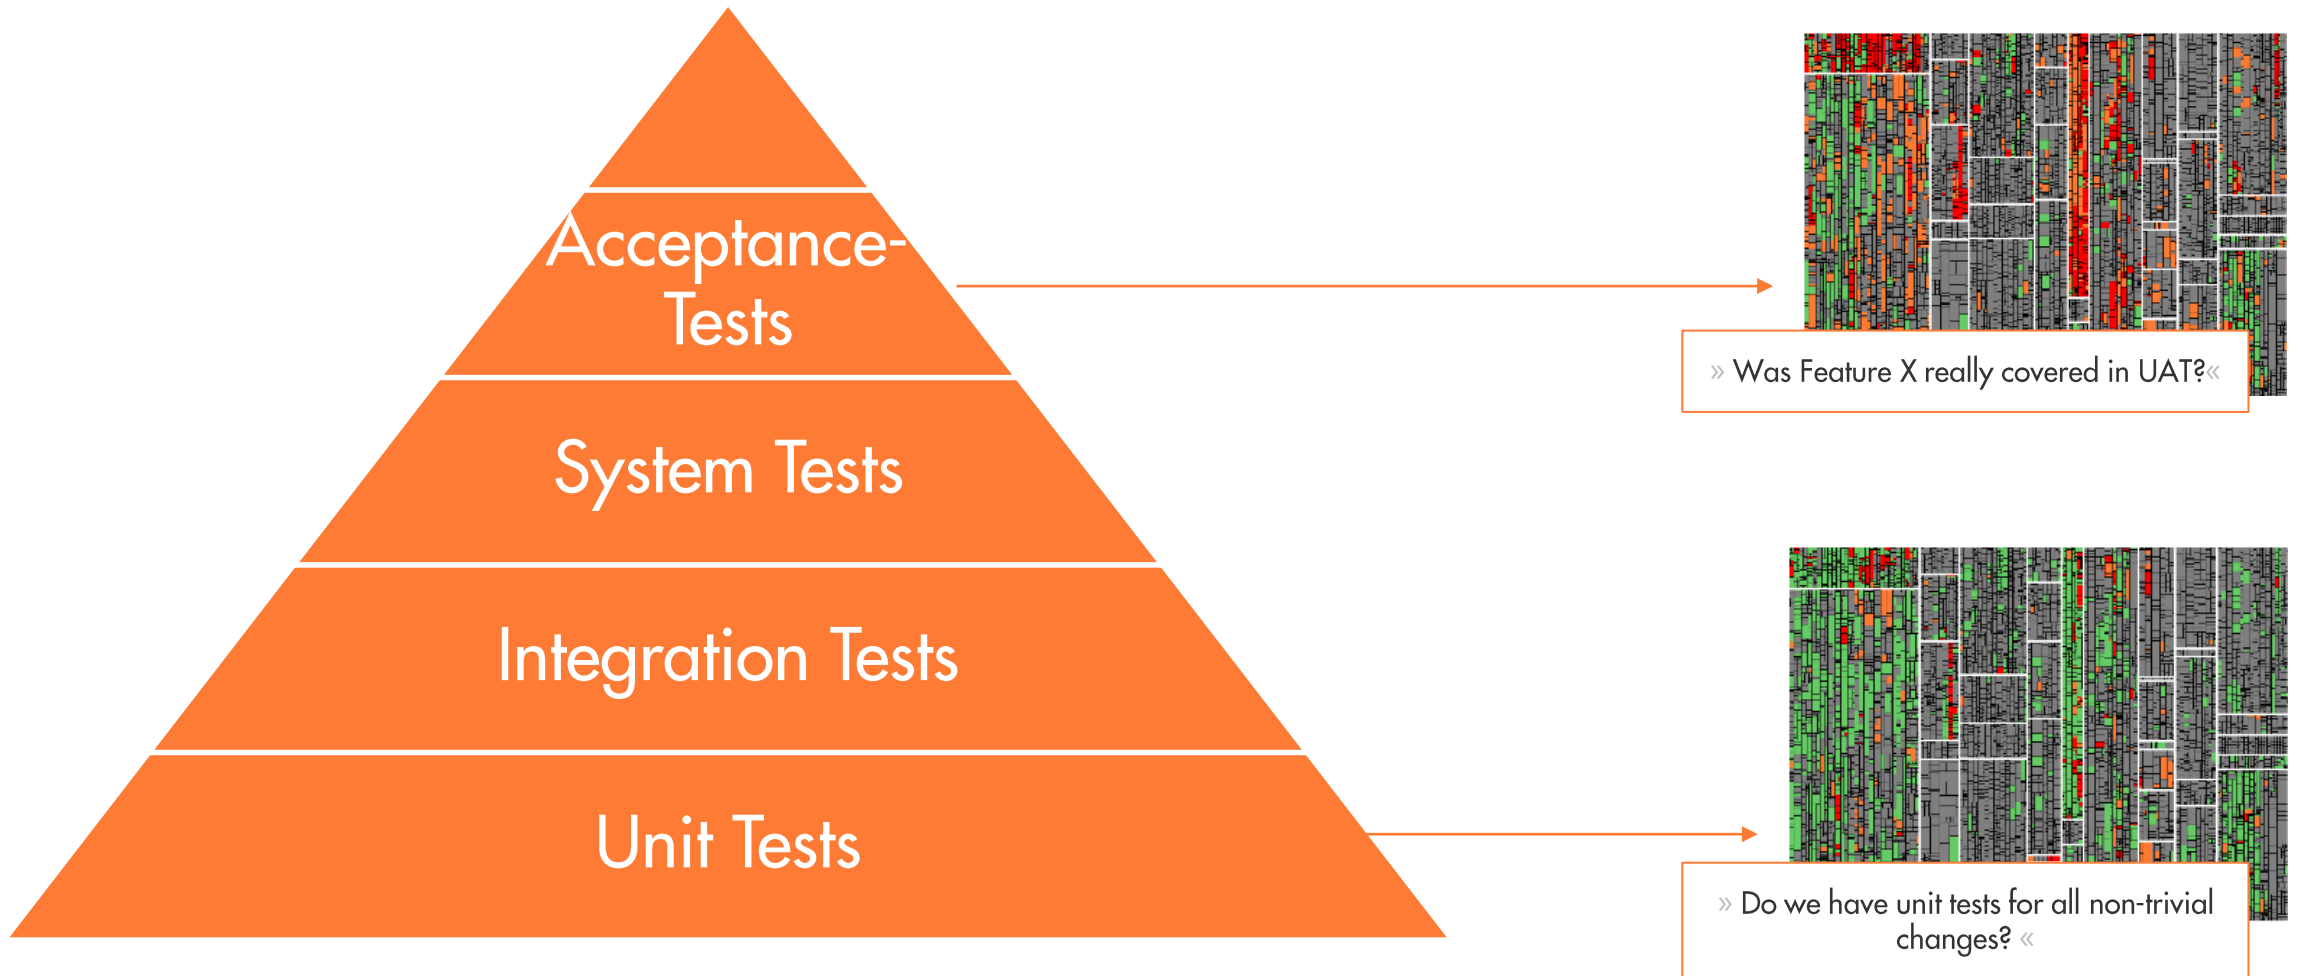 Acceptance-
Tests
System Tests
Integration Tests
Unit Tests
» Was Feature X really covered in UAT?«
» Do we have unit tests for all non-trivial
changes? «